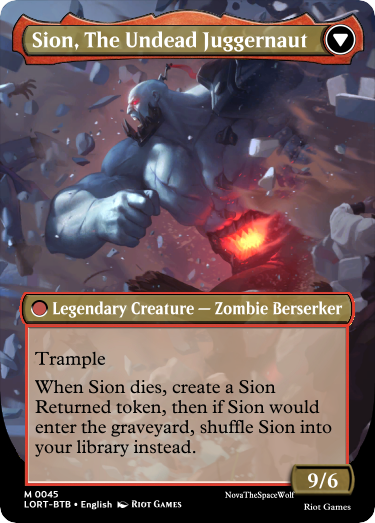 Sion, The Undead Juggernaut
Legendary Creature — Zombie Berserker
Trample
When Sion dies, create a Sion
Returned token, then if Sion would
enter the graveyard, shuffle Sion into
your library instead.
9/6
M 0045
NovaTheSpaceWolf
LORT-BTB • English Riot Games
Riot Games